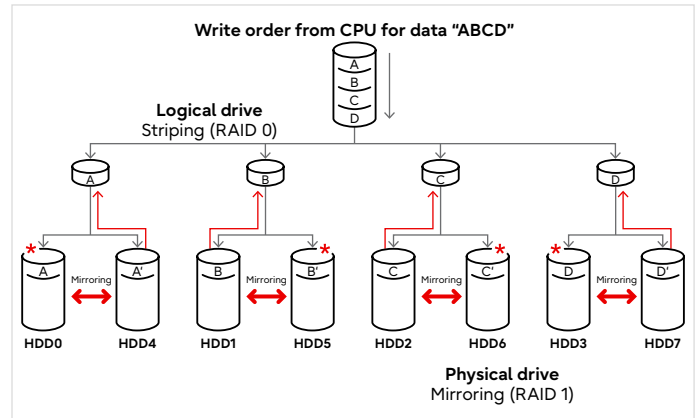 Write order from CPU for data “ABCD”
A
B
C
D
Logical drive
Striping (RAID 0)
A
B
C
D
*
*
*
*
A
Mirroring
A'
B
Mirroring
B'
C
Mirroring
C'
D
Mirroring
D'
HDD0
HDD4
HDD1
HDD5
HDD2
HDD6
HDD3
HDD7
Physical drive
Mirroring (RAID 1)